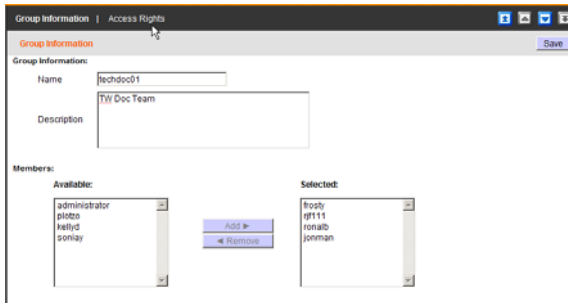 Group Information | Access Rights
Group Information
Save
Group Information:
Name techdoc01
Description TW Doc Team
Members:
Available: Selected:
administrator frosty
plotzo rjf111
kellyd ronalb
soniay jonman
Add
Remove